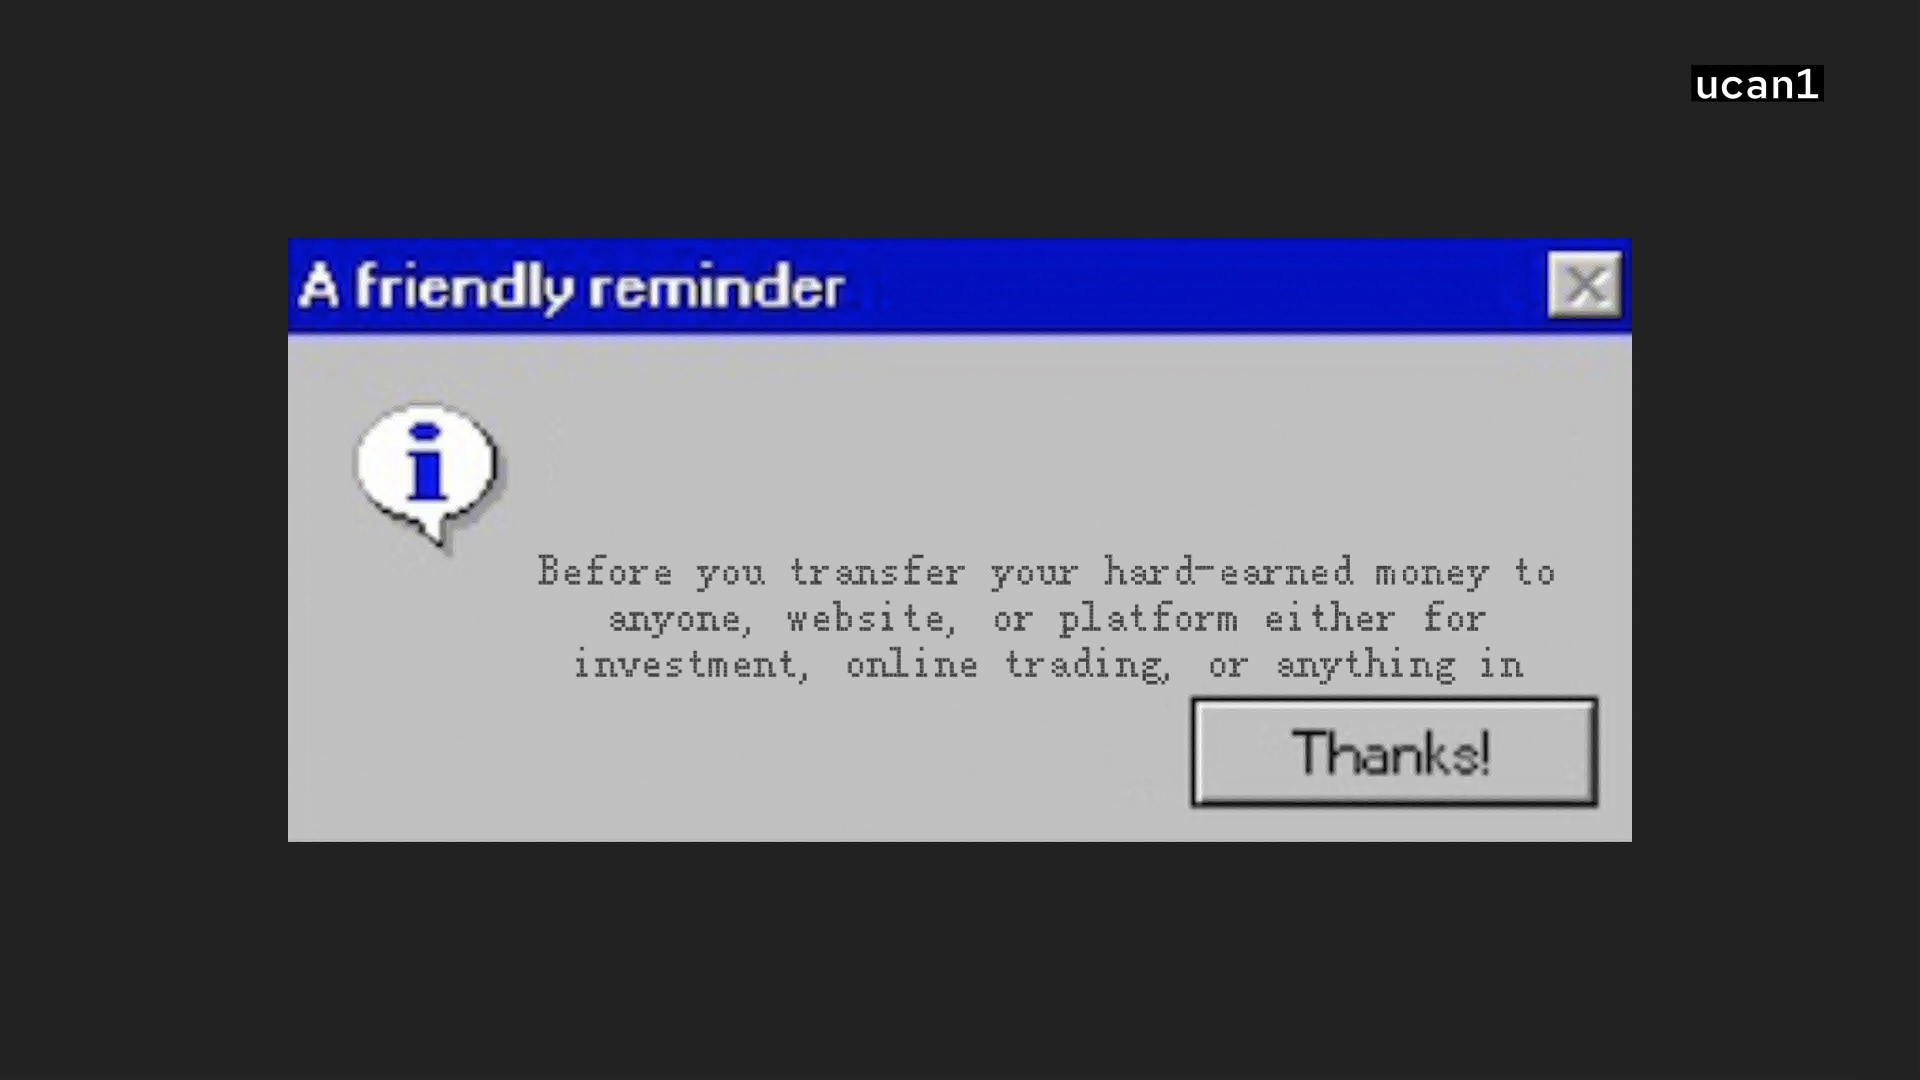 ucan1
A friendly reminder
Before you transfer your hard-earned money to
anyone, website, or platform either for
investment, online trading, or anything in
Thanks!